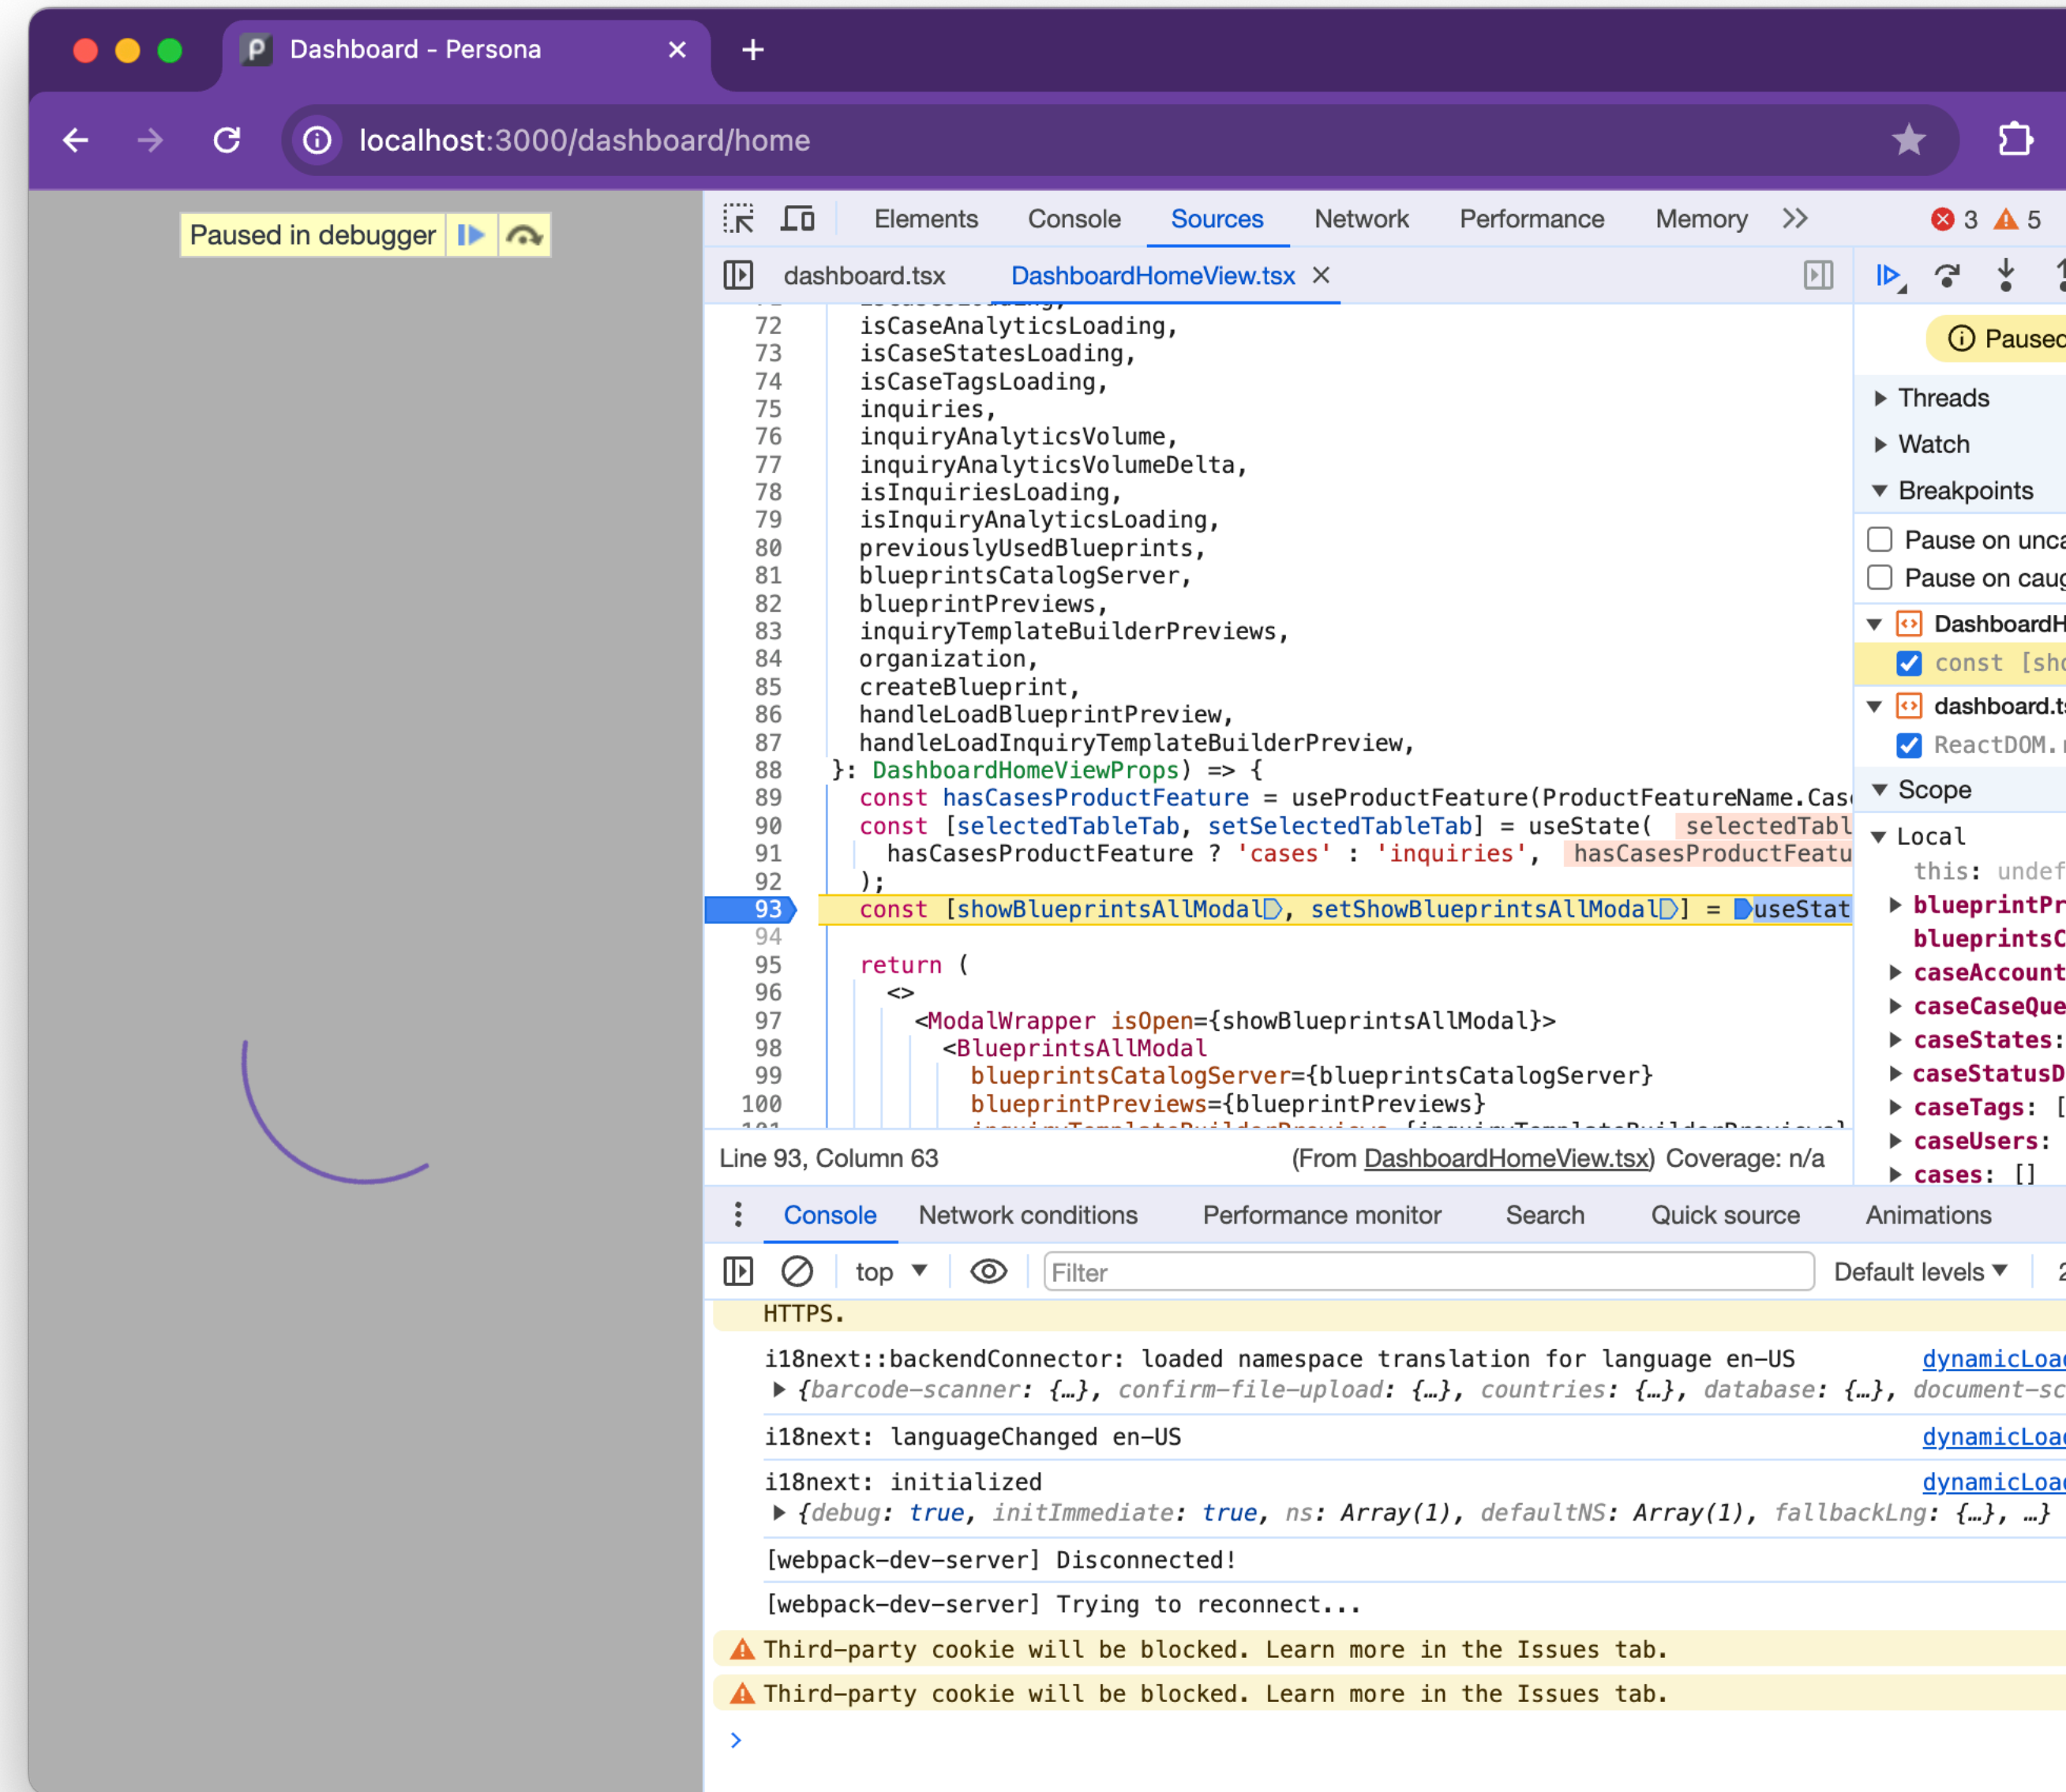 Dashboard - Persona
localhost:3000/dashboard/home
Paused in debugger
Elements Console Sources Network Performance Memory 3 5
dashboard.tsx DashboardHomeView.tsx
72 isCaseAnalyticsLoading,
73 isCaseStatesLoading,
74 isCaseTagsLoading,
75 inquiries,
76 inquiryAnalyticsVolume,
77 inquiryAnalyticsVolumeDelta,
78 isInquiriesLoading,
79 isInquiryAnalyticsLoading,
80 previouslyUsedBlueprints,
81 blueprintsCatalogServer,
82 blueprintPreviews,
83 inquiryTemplateBuilderPreviews,
84 organization,
85 createBlueprint,
86 handleLoadBlueprintPreview,
87 handleLoadInquiryTemplateBuilderPreview,
88 }: DashboardHomeViewProps) => {
89 const hasCasesProductFeature = useProductFeature(ProductFeatureName.Cas
90 const [selectedTableTab, setSelectedTableTab] = useState( selectedTabl
91 hasCasesProductFeature ? 'cases' : 'inquiries', hasCasesProductFeatu
92 );
93 const [showBlueprintsAllModal, setShowBlueprintsAllModal] = useStat
94
95 return (
96 <>
97 <ModalWrapper isOpen={showBlueprintsAllModal}>
98 <BlueprintsAllModal
99 blueprintsCatalogServer={blueprintsCatalogServer}
100 blueprintPreviews={blueprintPreviews}
Line 93, Column 63 (From DashboardHomeView.tsx) Coverage: n/a
Paused
Threads
Watch
Breakpoints
Pause on unca
Pause on caug
DashboardH
const [sho
dashboard.ts
ReactDOM.
Scope
Local
this: undef
blueprintPr
blueprintsC
caseAccount
caseCaseQue
caseStates:
caseStatusD
caseTags: [
caseUsers:
cases: []
Console Network conditions Performance monitor Search Quick source Animations
top Filter Default levels 2
HTTPS.
i18next::backendConnector: loaded namespace translation for language en-US dynamicLoad
{barcode-scanner: {…}, confirm-file-upload: {…}, countries: {…}, database: {…}, document-sc
i18next: languageChanged en-US dynamicLoad
i18next: initialized dynamicLoad
{debug: true, initImmediate: true, ns: Array(1), defaultNS: Array(1), fallbackLng: {…}, …}
[webpack-dev-server] Disconnected!
[webpack-dev-server] Trying to reconnect...
Third-party cookie will be blocked. Learn more in the Issues tab.
Third-party cookie will be blocked. Learn more in the Issues tab.